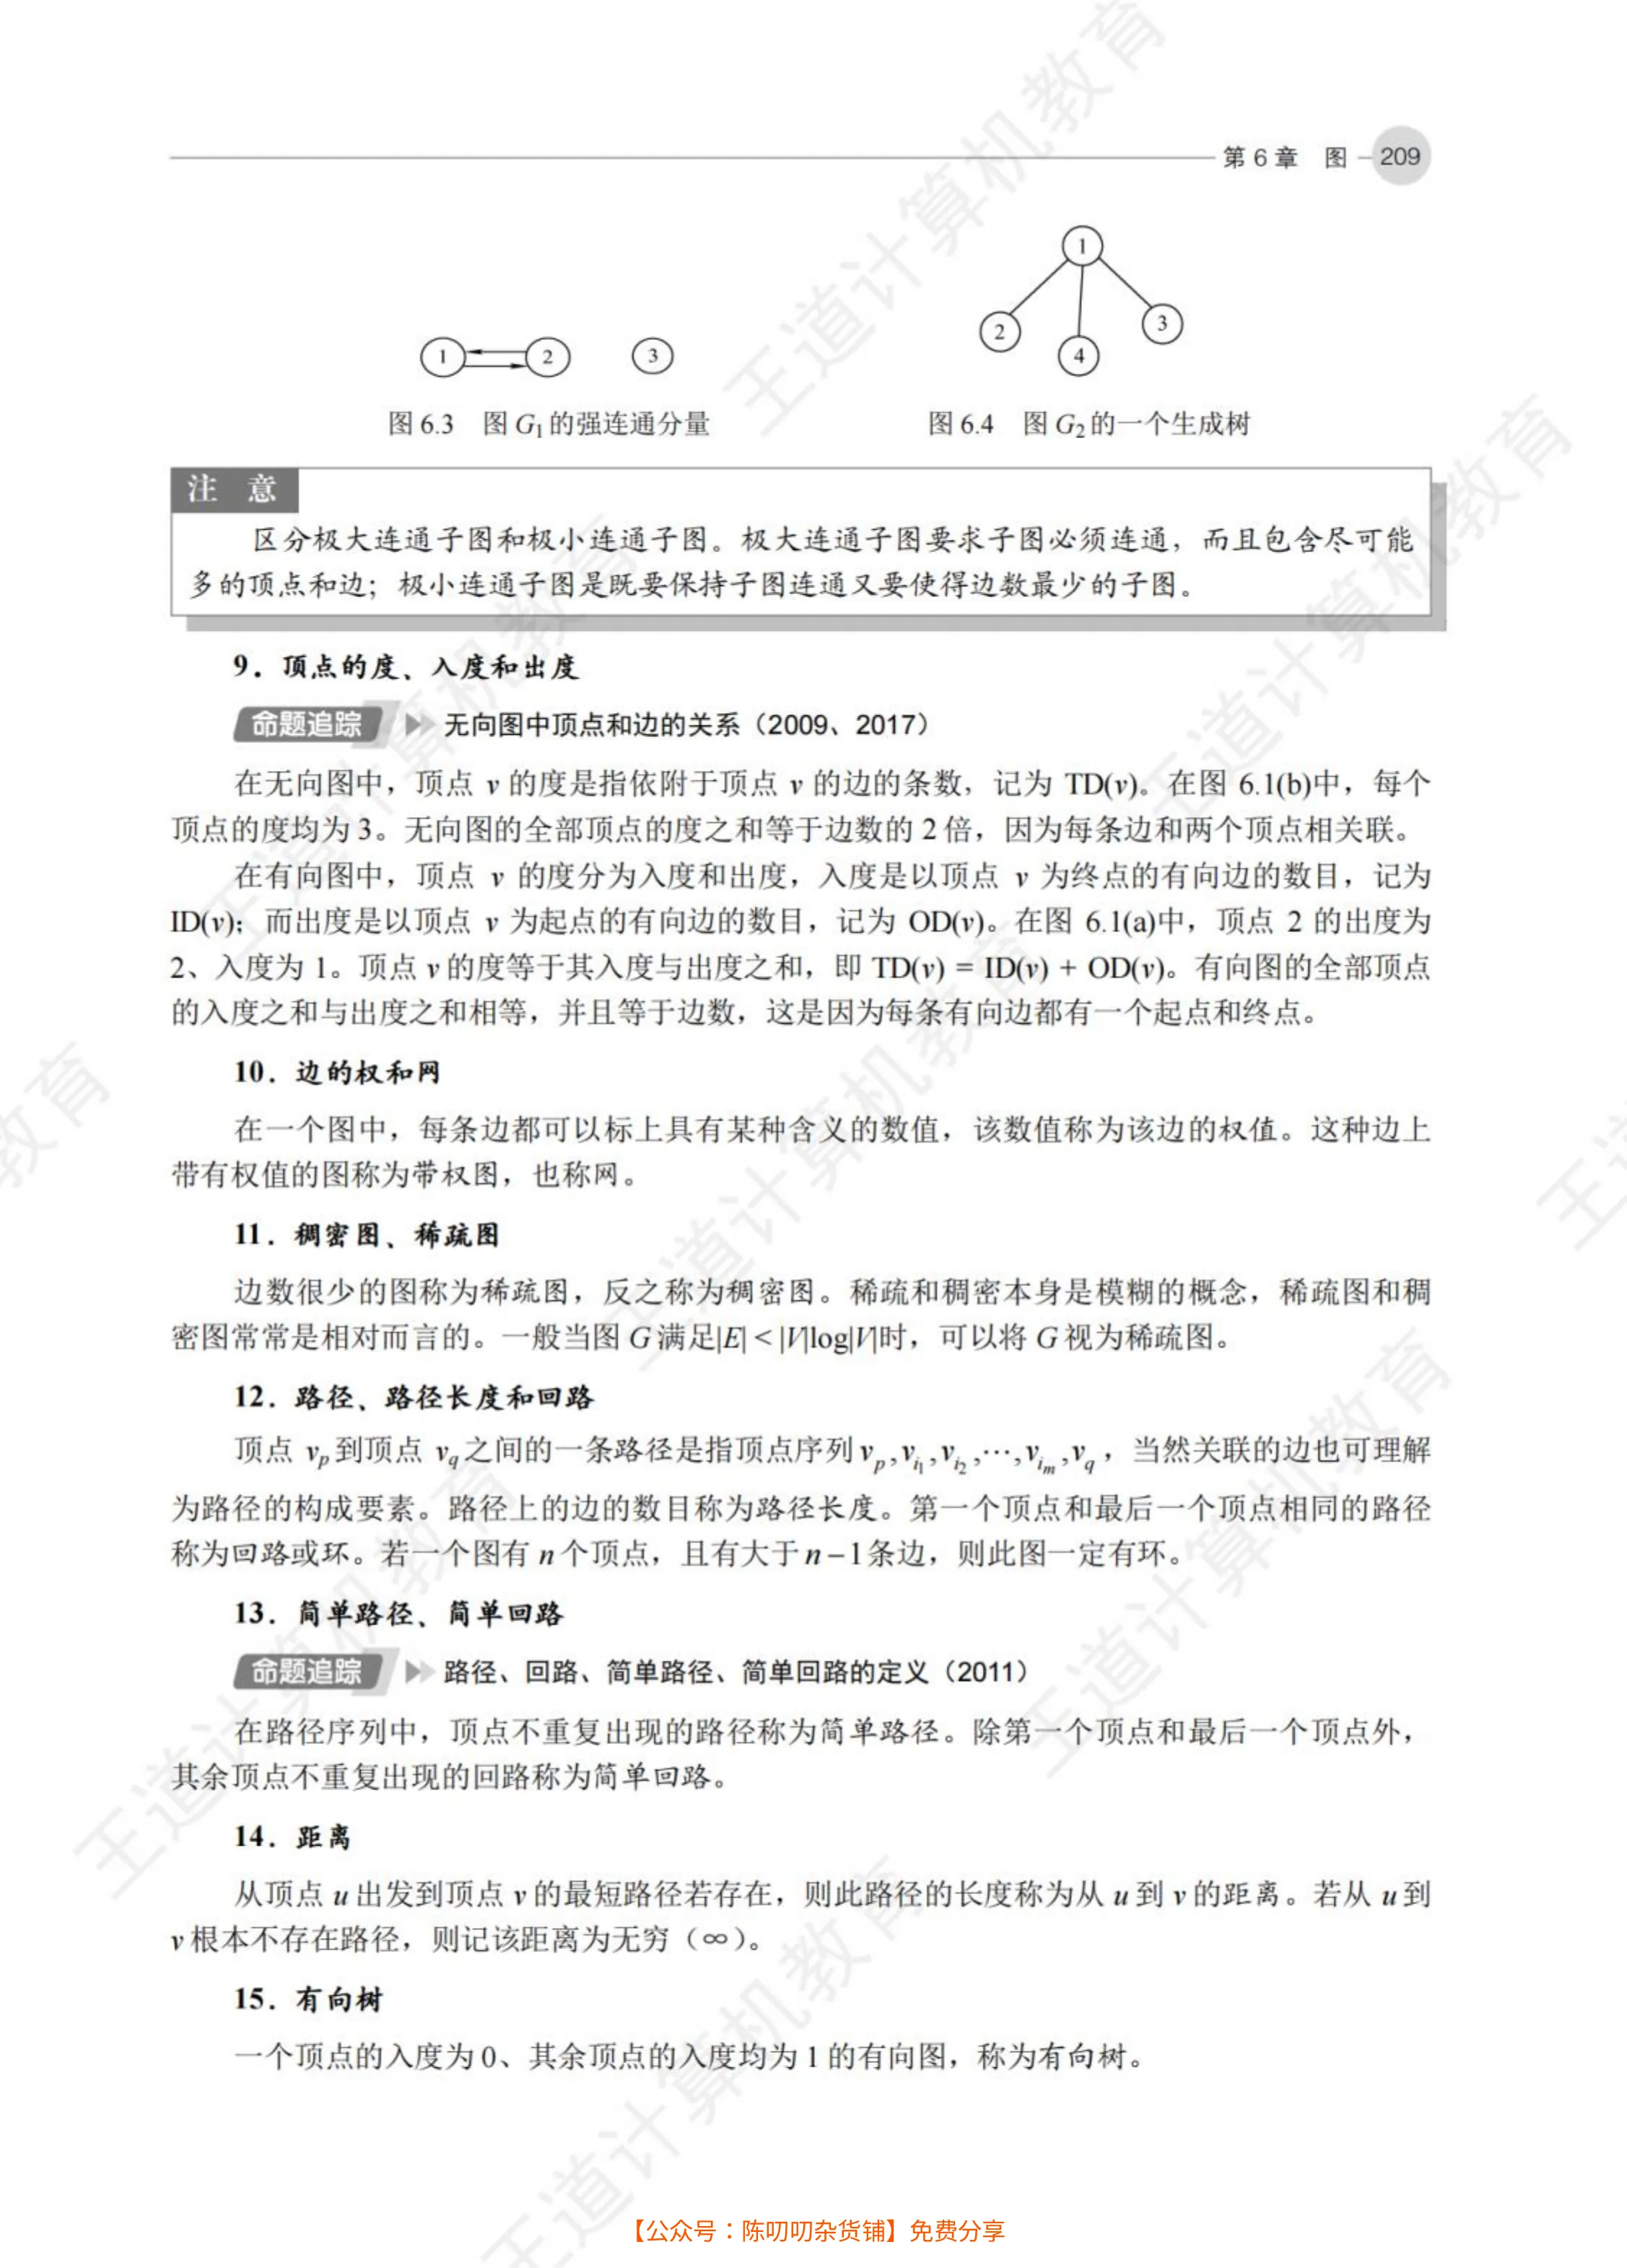 第 6 章 图 209
1
2
3
4
1
2
3
图 6.3 图 G₁的强连通分量
图 6.4 图 G₂的一个生成树
注 意
区分极大连通子图和极小连通子图。极大连通子图要求子图必须连通，而且包含尽可能
多的顶点和边；极小连通子图是既要保持子图连通又要使得边数最少的子图。
9．顶点的度、入度和出度
命题追踪 无向图中顶点和边的关系（2009、2017）
在无向图中，顶点 v 的度是指依附于顶点 v 的边的条数，记为 TD(v)。在图 6.1(b)中，每个
顶点的度均为 3。无向图的全部顶点的度之和等于边数的 2 倍，因为每条边和两个顶点相关联。
在有向图中，顶点 v 的度分为入度和出度，入度是以顶点 v 为终点的有向边的数目，记为
ID(v)；而出度是以顶点 v 为起点的有向边的数目，记为 OD(v)。在图 6.1(a)中，顶点 2 的出度为
2、入度为 1。顶点 v 的度等于其入度与出度之和，即 TD(v) = ID(v) + OD(v)。有向图的全部顶点
的入度之和与出度之和相等，并且等于边数，这是因为每条有向边都有一个起点和终点。
10．边的权和网
在一个图中，每条边都可以标上具有某种含义的数值，该数值称为该边的权值。这种边上
带有权值的图称为带权图，也称网。
11．稠密图、稀疏图
边数很少的图称为稀疏图，反之称为稠密图。稀疏和稠密本身是模糊的概念，稀疏图和稠
密图常常是相对而言的。一般当图 G 满足|E| < |V|log|V|时，可以将 G 视为稀疏图。
12．路径、路径长度和回路
顶点 vₚ 到顶点 v_q 之间的一条路径是指顶点序列 vₚ, v_{i₁}, v_{i₂}, ⋯, v_{iₘ}, v_q，当然关联的边也可理解
为路径的构成要素。路径上的边的数目称为路径长度。第一个顶点和最后一个顶点相同的路径
称为回路或环。若一个图有 n 个顶点，且有大于 n − 1 条边，则此图一定有环。
13．简单路径、简单回路
命题追踪 路径、回路、简单路径、简单回路的定义（2011）
在路径序列中，顶点不重复出现的路径称为简单路径。除第一个顶点和最后一个顶点外，
其余顶点不重复出现的回路称为简单回路。
14．距离
从顶点 u 出发到顶点 v 的最短路径若存在，则此路径的长度称为从 u 到 v 的距离。若从 u 到
v 根本不存在路径，则记该距离为无穷（∞）。
15．有向树
一个顶点的入度为 0、其余顶点的入度均为 1 的有向图，称为有向树。
王道计算机教育
【公众号：陈叨叨杂货铺】免费分享